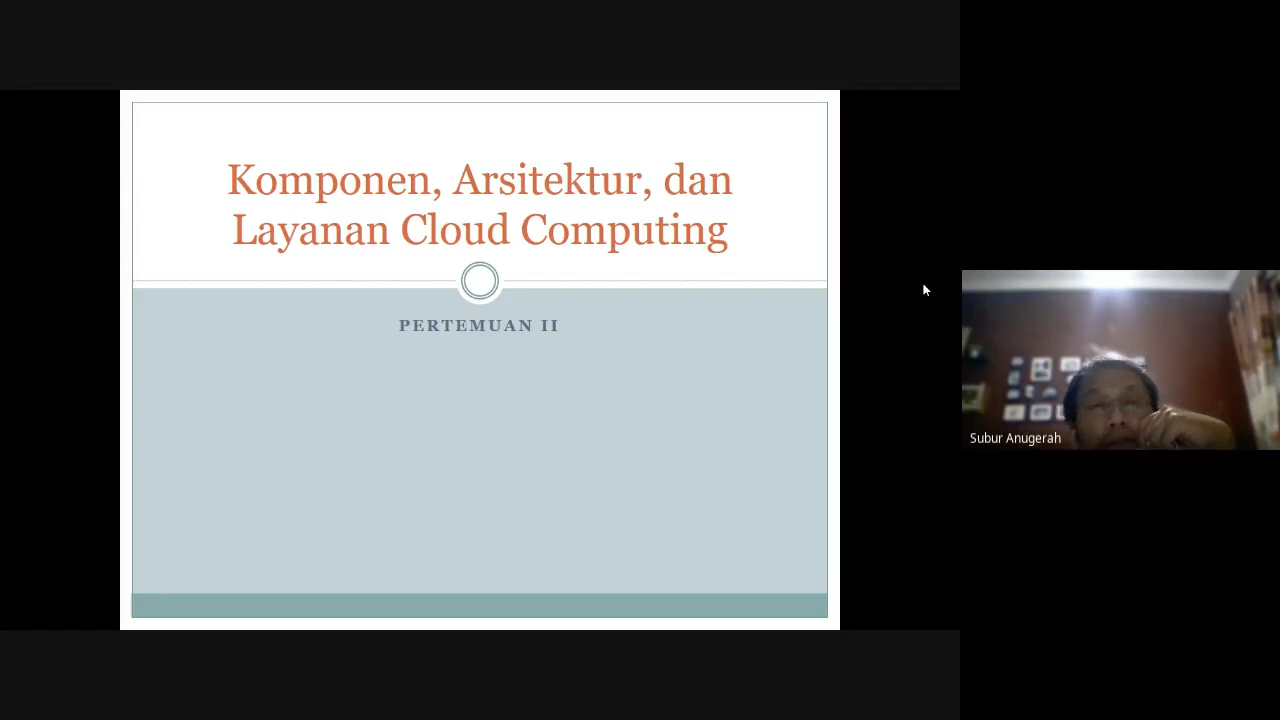 Komponen, Arsitektur, dan
Layanan Cloud Computing
PERTEMUAN II
Subur Anugerah